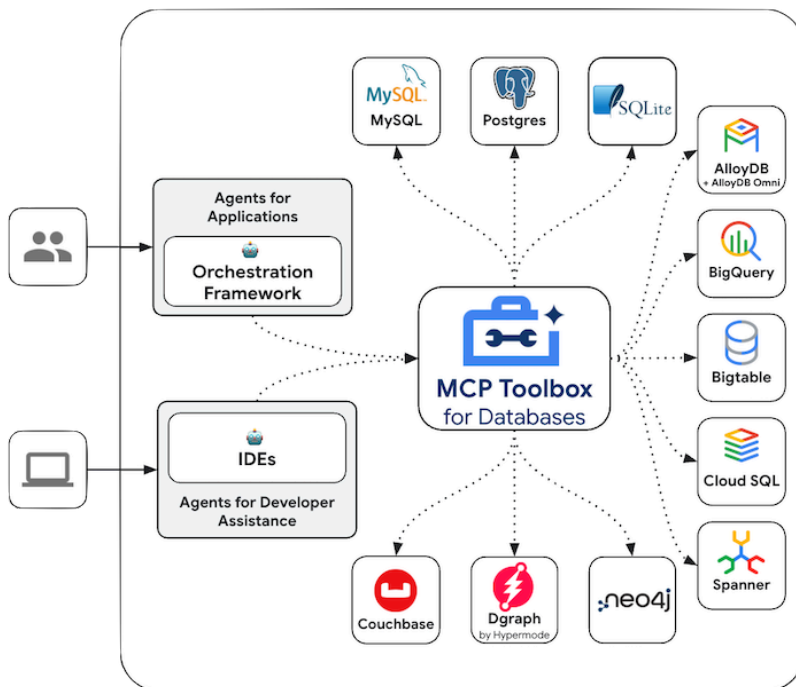 MySQL
MySQL
Postgres
SQLite
AlloyDB
+ AlloyDB Omni
Agents for
Applications
Orchestration
Framework
BigQuery
MCP Toolbox
for Databases
Bigtable
IDEs
Agents for Developer
Assistance
Cloud SQL
Spanner
Couchbase
Dgraph
by Hypermode
neo4j